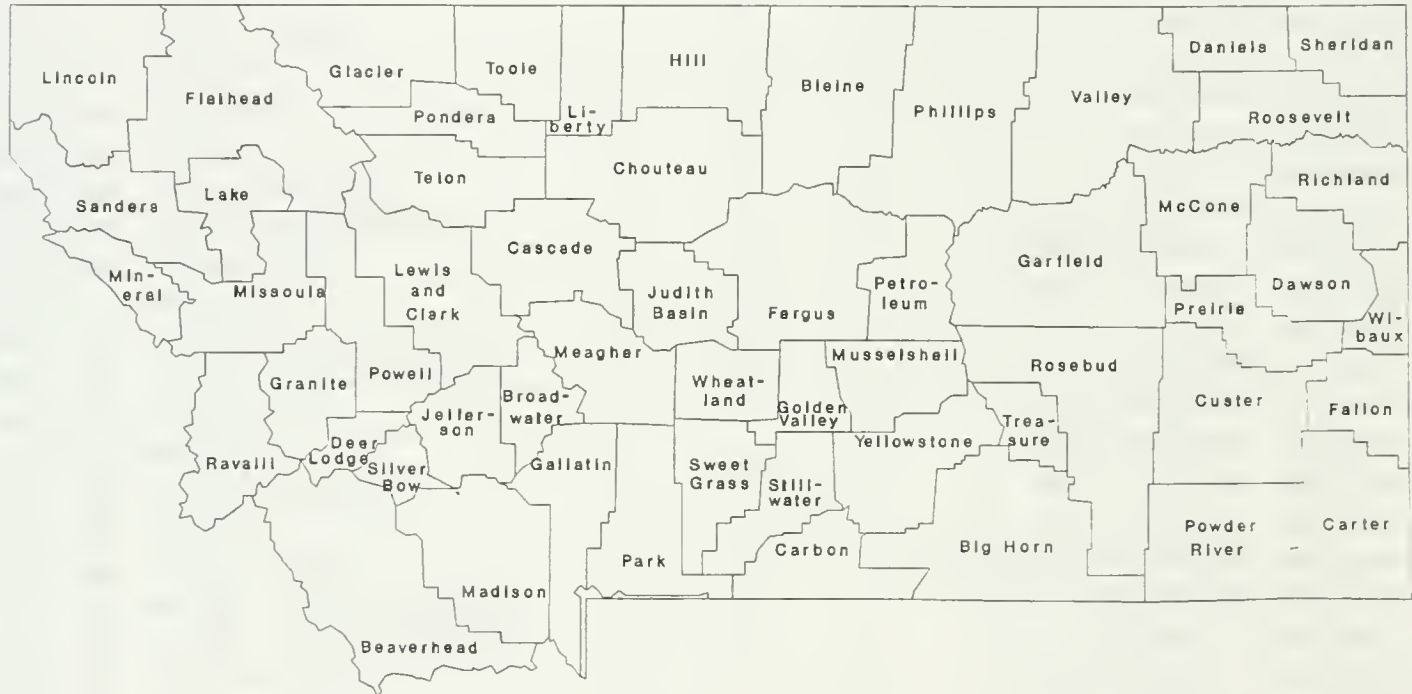 Lincoln
Flathead
Glacier
Toole
Hill
Blaine
Phillips
Valley
Daniels
Sheridan
Pondera
Li-
berty
Roosevelt
Teton
Chouteau
Lake
Sanders
Richland
McCone
Cascade
Garfield
Min-
eral
Missoula
Lewis
and
Clark
Judith
Basin
Fergus
Petro-
leum
Dawson
Prairie
Wi-
baux
Meagher
Musselshell
Rosebud
Granite
Powell
Broad-
water
Wheat-
land
Golden
Valley
Custer
Fallon
Jeffer-
son
Deer
Lodge
Silver
Bow
Ravalli
Gallatin
Sweet
Grass
Still-
water
Yellowstone
Trea-
sure
Powder
River
Carter
Park
Carbon
Big Horn
Madison
Beaverhead